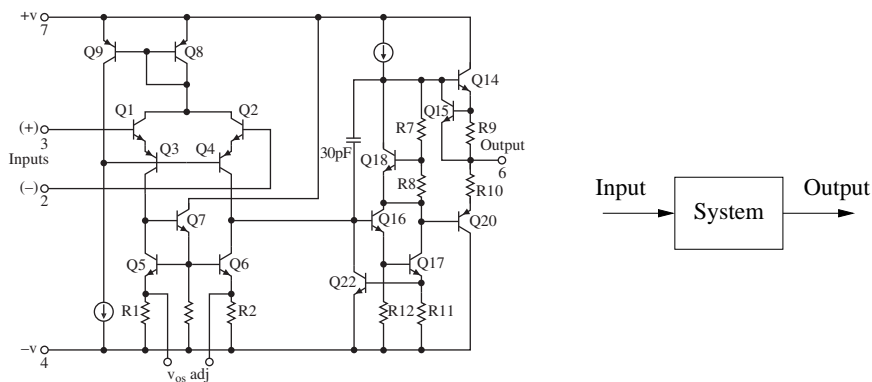 +v
7
Q9
Q8
Q14
Q1
Q2
Q15
(+)
3
R7
R9
Output
6
Inputs
Q3
Q4
30pF
Q18
(–)
2
R8
R10
Q7
Q16
Q20
Q5
Q6
Q17
Q22
R1
R2
R12
R11
–v
4
vos adj
Input
System
Output